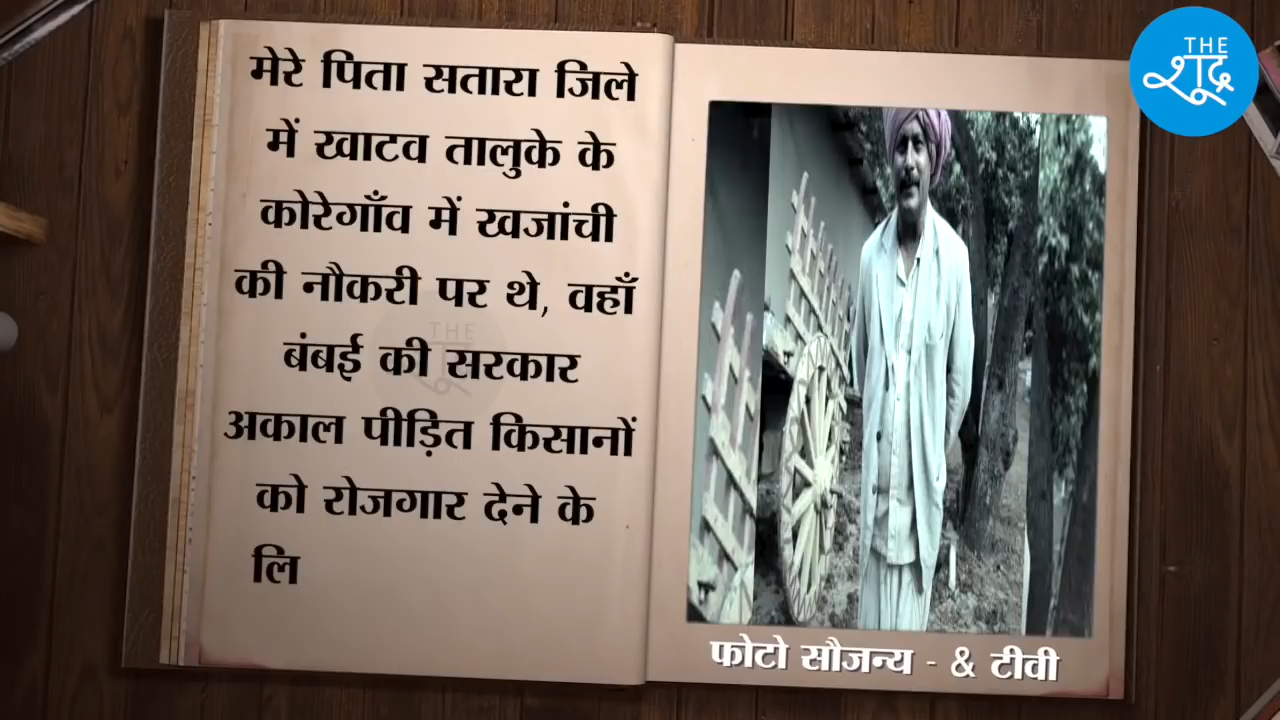 मेरे पिता सतारा जिले
में खाटव तालुके के
कोरेगाँव में खजांची
की नौकरी पर थे, वहाँ
बंबई की सरकार
अकाल पीड़ित किसानों
को रोजगार देने के
लि
फोटो सौजन्य - & टीवी
THE
शूद्र